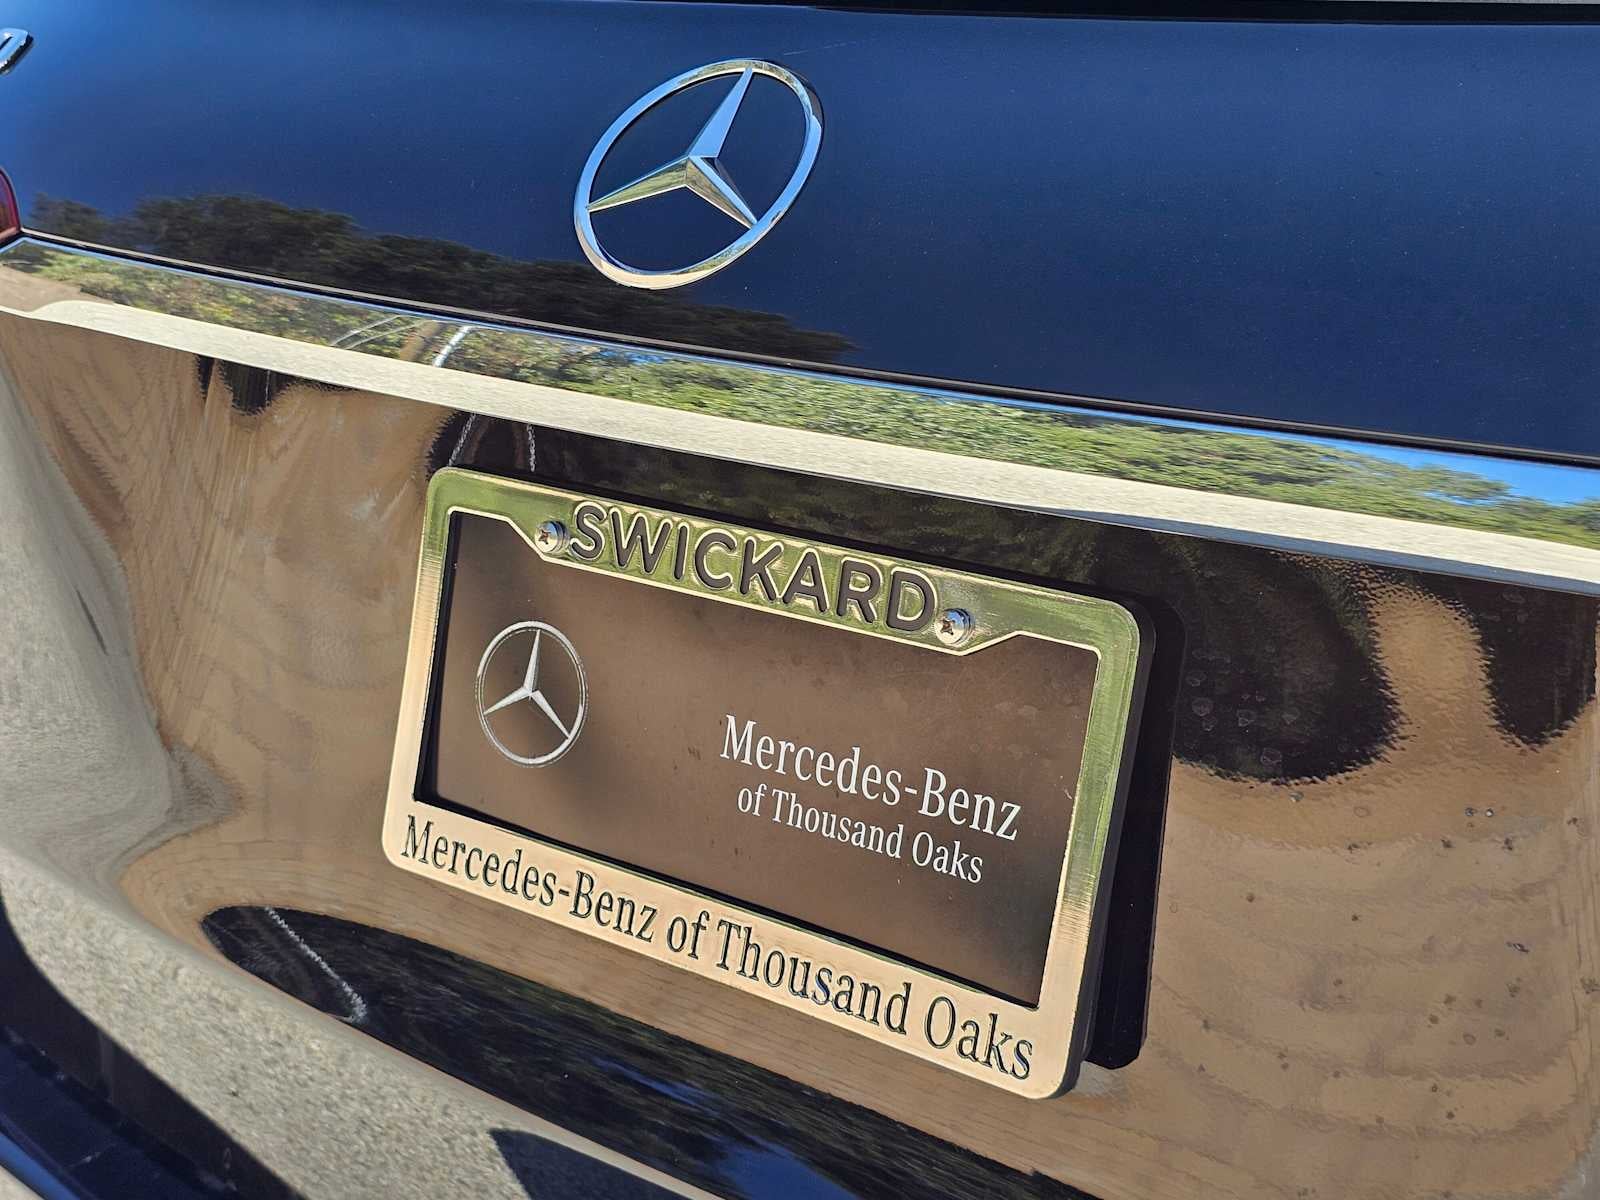 SWICKARD
Mercedes-Benz
of Thousand Oaks
Mercedes-Benz of Thousand Oaks